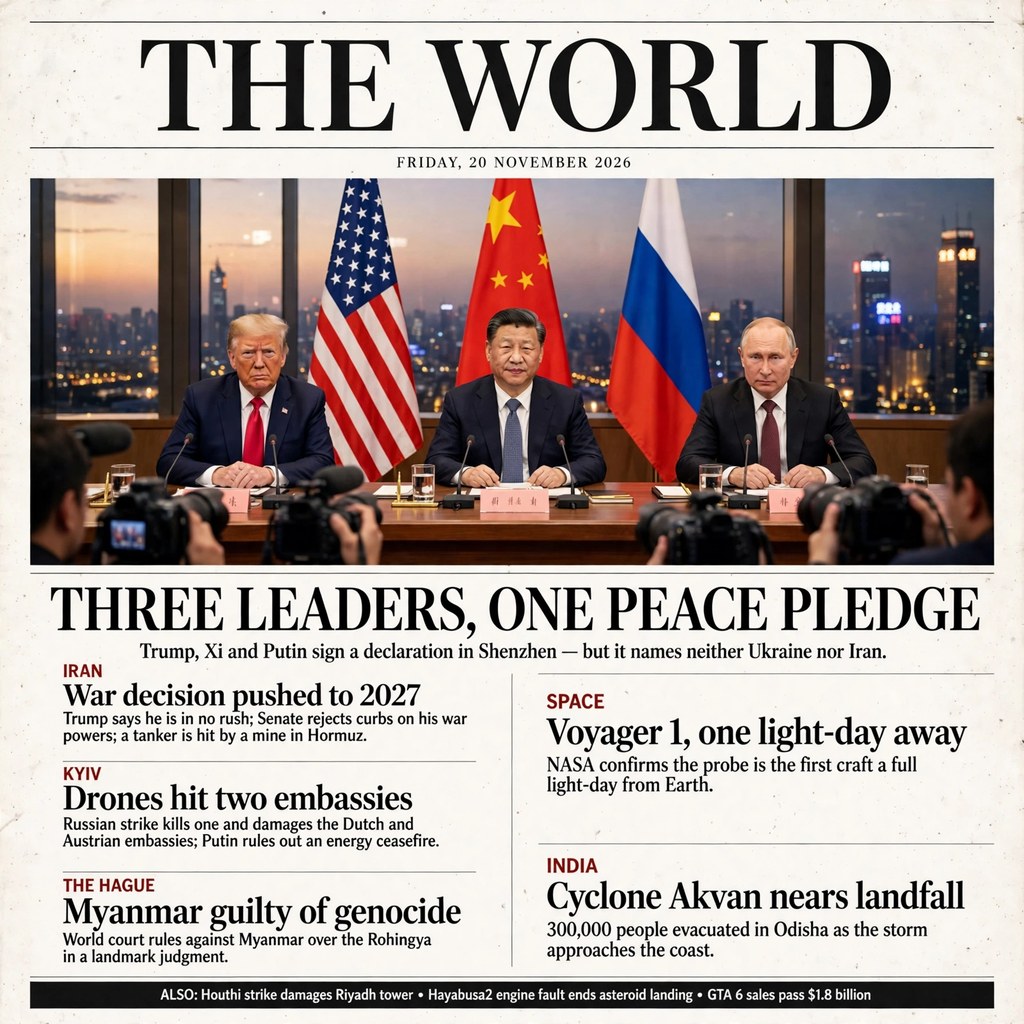 THE WORLD
FRIDAY, 20 NOVEMBER 2026
THREE LEADERS, ONE PEACE PLEDGE
Trump, Xi and Putin sign a declaration in Shenzhen — but it names neither Ukraine nor Iran.
IRAN
War decision pushed to 2027
Trump says he is in no rush; Senate rejects curbs on his war
powers; a tanker is hit by a mine in Hormuz.
KYIV
Drones hit two embassies
Russian strike kills one and damages the Dutch and
Austrian embassies; Putin rules out an energy ceasefire.
THE HAGUE
Myanmar guilty of genocide
World court rules against Myanmar over the Rohingya
in a landmark judgment.
SPACE
Voyager 1, one light-day away
NASA confirms the probe is the first craft a full
light-day from Earth.
INDIA
Cyclone Akvan nears landfall
300,000 people evacuated in Odisha as the storm
approaches the coast.
ALSO: Houthi strike damages Riyadh tower • Hayabusa2 engine fault ends asteroid landing • GTA 6 sales pass $1.8 billion